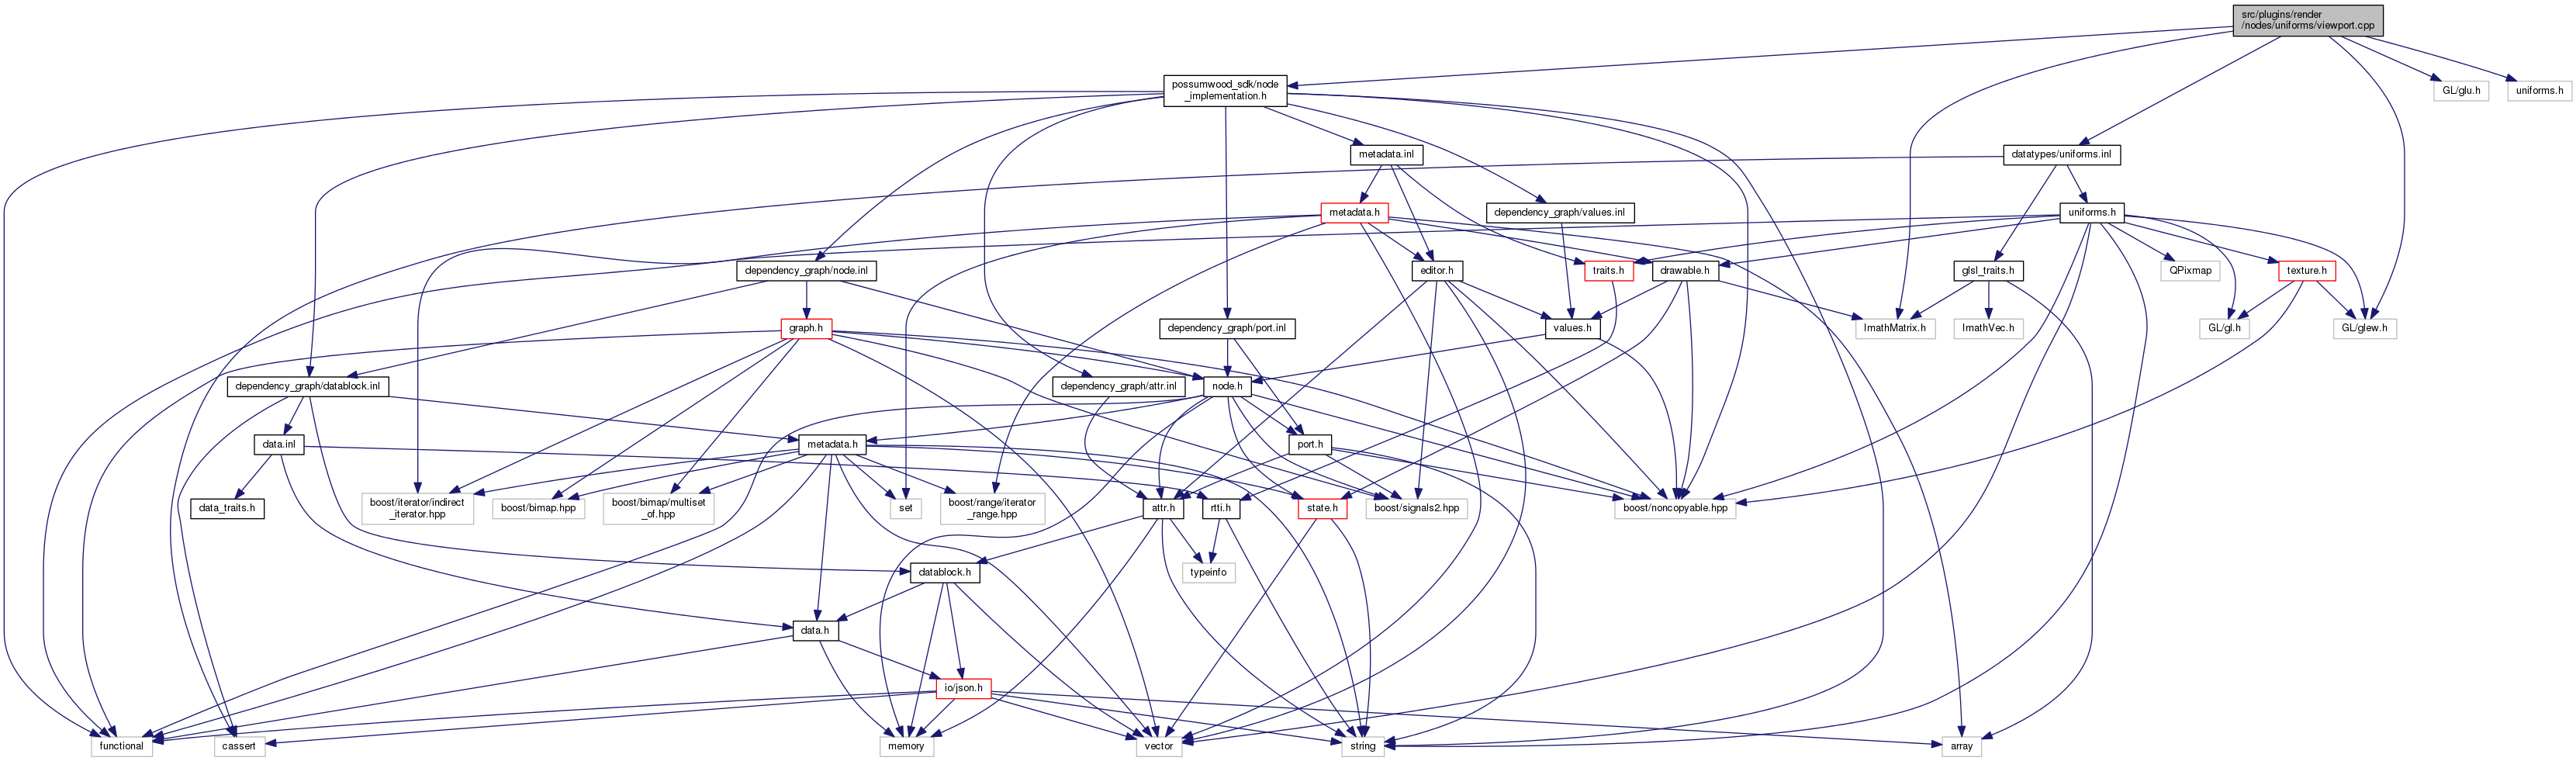 src/plugins/render
/nodes/uniforms/viewport.cpp
possumwood_sdk/node
_implementation.h
GL/glu.h
uniforms.h
metadata.inl
datatypes/uniforms.inl
metadata.h
dependency_graph/values.inl
uniforms.h
dependency_graph/node.inl
editor.h
traits.h
drawable.h
glsl_traits.h
QPixmap
texture.h
graph.h
dependency_graph/port.inl
values.h
ImathMatrix.h
ImathVec.h
GL/gl.h
GL/glew.h
dependency_graph/datablock.inl
dependency_graph/attr.inl
node.h
data.inl
metadata.h
port.h
data_traits.h
boost/iterator/indirect
_iterator.hpp
boost/bimap.hpp
boost/bimap/multiset
_of.hpp
set
boost/range/iterator
_range.hpp
attr.h
rtti.h
state.h
boost/signals2.hpp
boost/noncopyable.hpp
datablock.h
typeinfo
data.h
io/json.h
functional
cassert
memory
vector
string
array